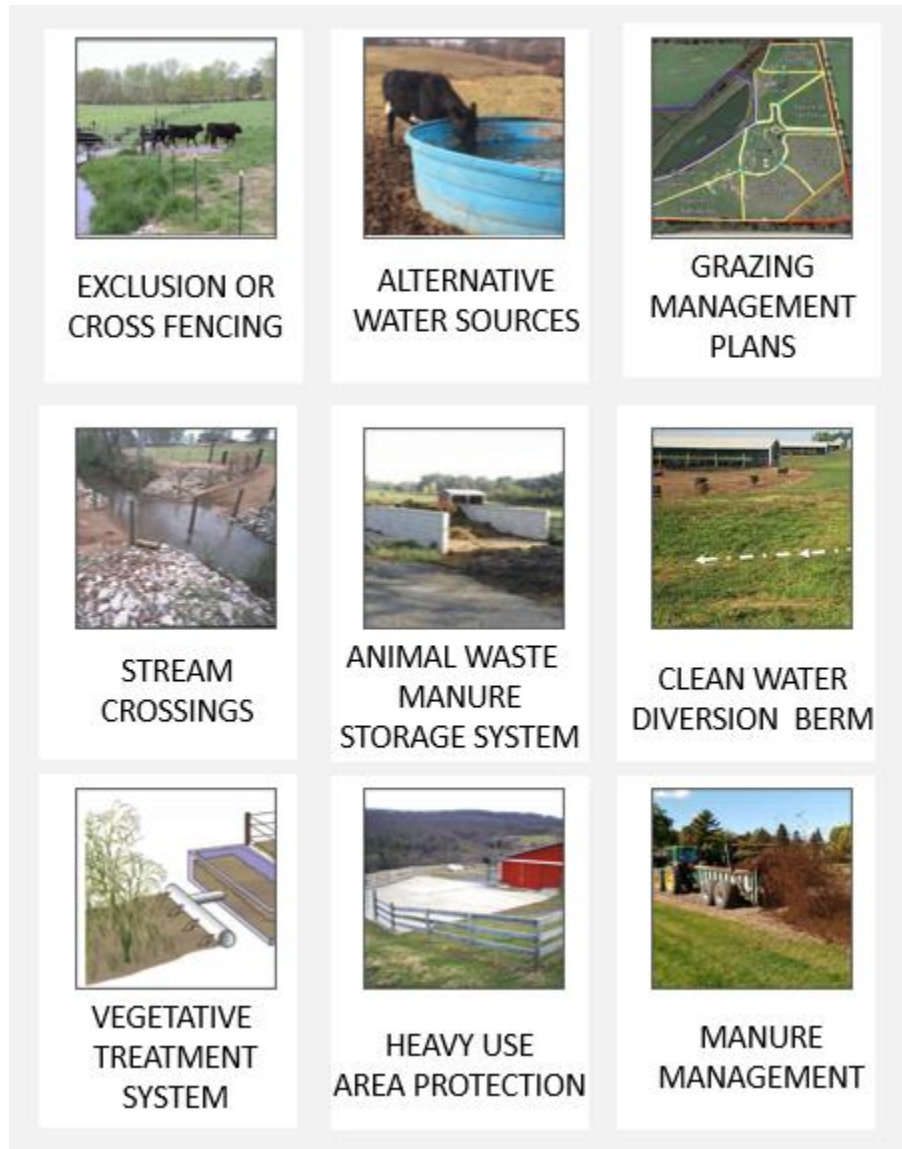 EXCLUSION OR
CROSS FENCING
ALTERNATIVE
WATER SOURCES
GRAZING
MANAGEMENT
PLANS
STREAM
CROSSINGS
ANIMAL WASTE
MANURE
STORAGE SYSTEM
CLEAN WATER
DIVERSION BERM
VEGETATIVE
TREATMENT
SYSTEM
HEAVY USE
AREA PROTECTION
MANURE
MANAGEMENT